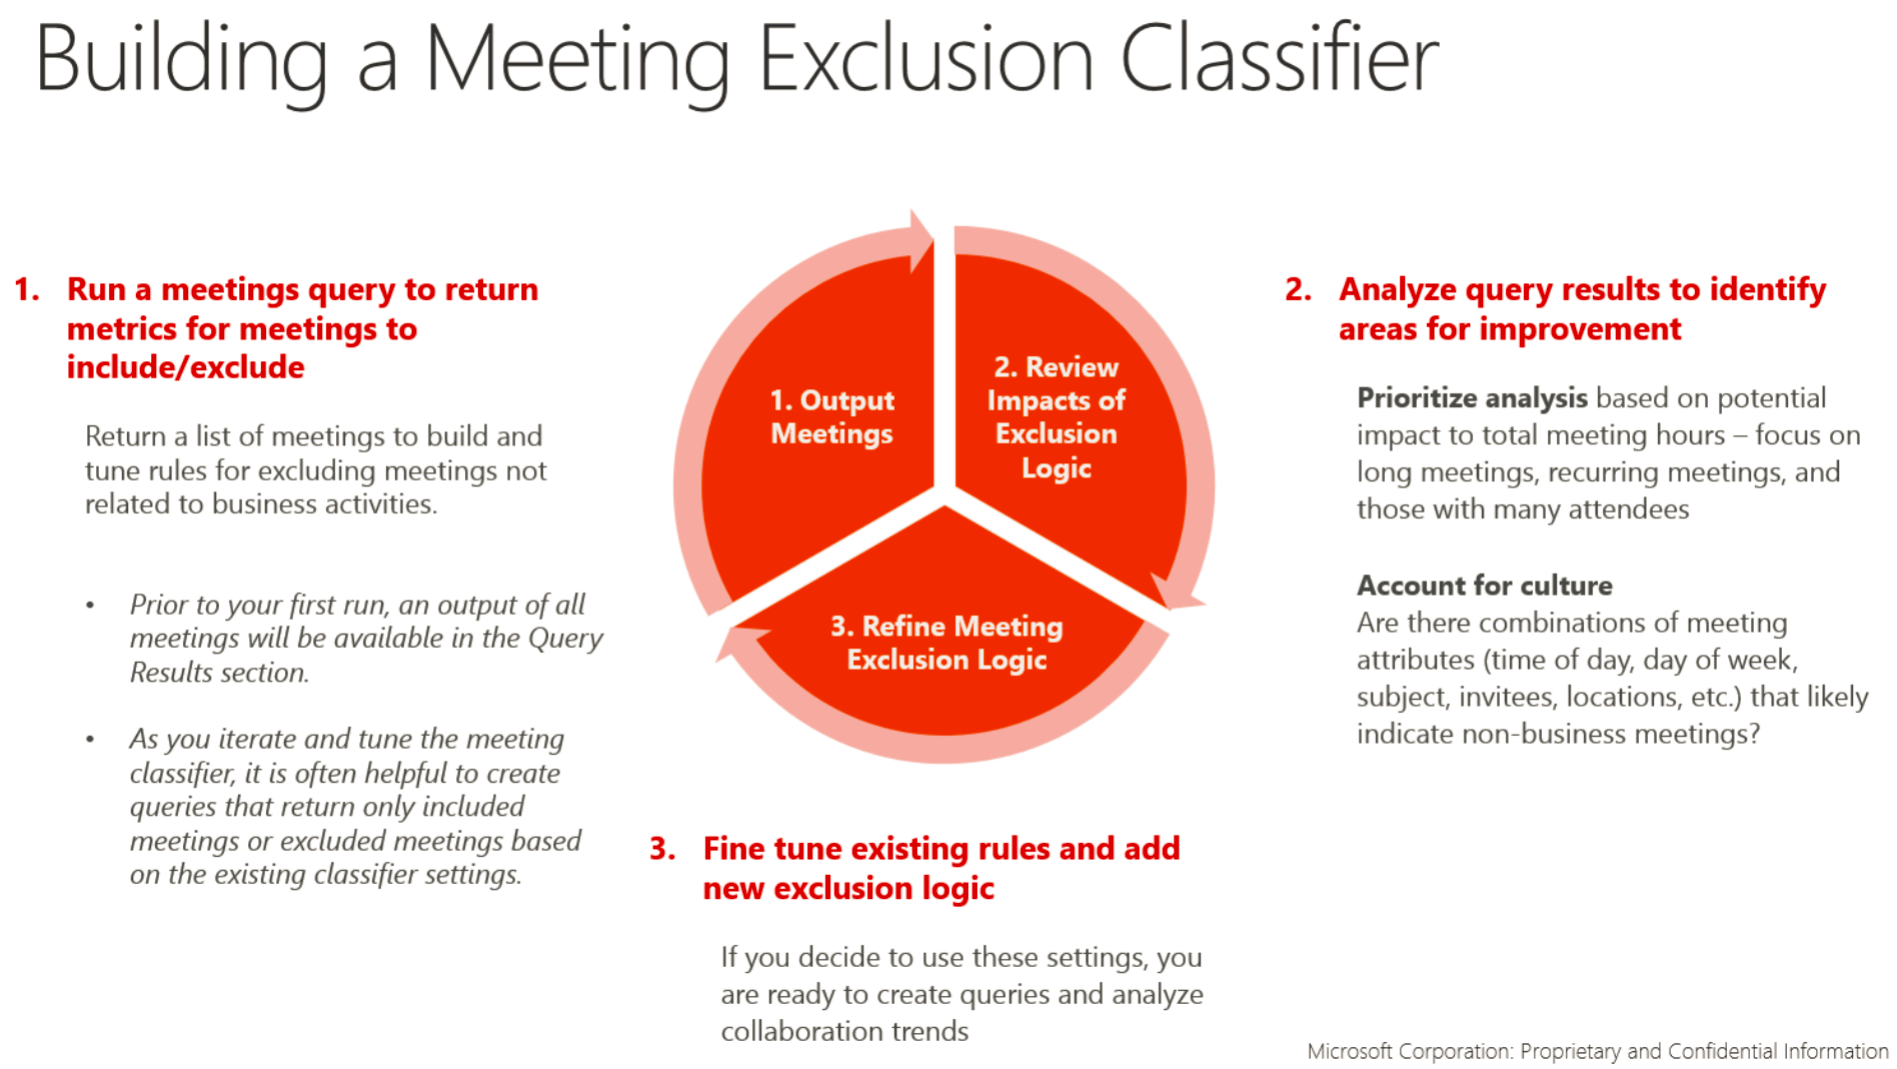 Building a Meeting Exclusion Classifier
1. Run a meetings query to return
metrics for meetings to
include/exclude
Return a list of meetings to build and
tune rules for excluding meetings not
related to business activities.
• Prior to your first run, an output of all
meetings will be available in the Query
Results section.
• As you iterate and tune the meeting
classifier, it is often helpful to create
queries that return only included
meetings or excluded meetings based
on the existing classifier settings.
1. Output
Meetings
2. Review
Impacts of
Exclusion
Logic
3. Refine Meeting
Exclusion Logic
2. Analyze query results to identify
areas for improvement
Prioritize analysis based on potential
impact to total meeting hours – focus on
long meetings, recurring meetings, and
those with many attendees
Account for culture
Are there combinations of meeting
attributes (time of day, day of week,
subject, invitees, locations, etc.) that likely
indicate non-business meetings?
3. Fine tune existing rules and add
new exclusion logic
If you decide to use these settings, you
are ready to create queries and analyze
collaboration trends
Microsoft Corporation: Proprietary and Confidential Information